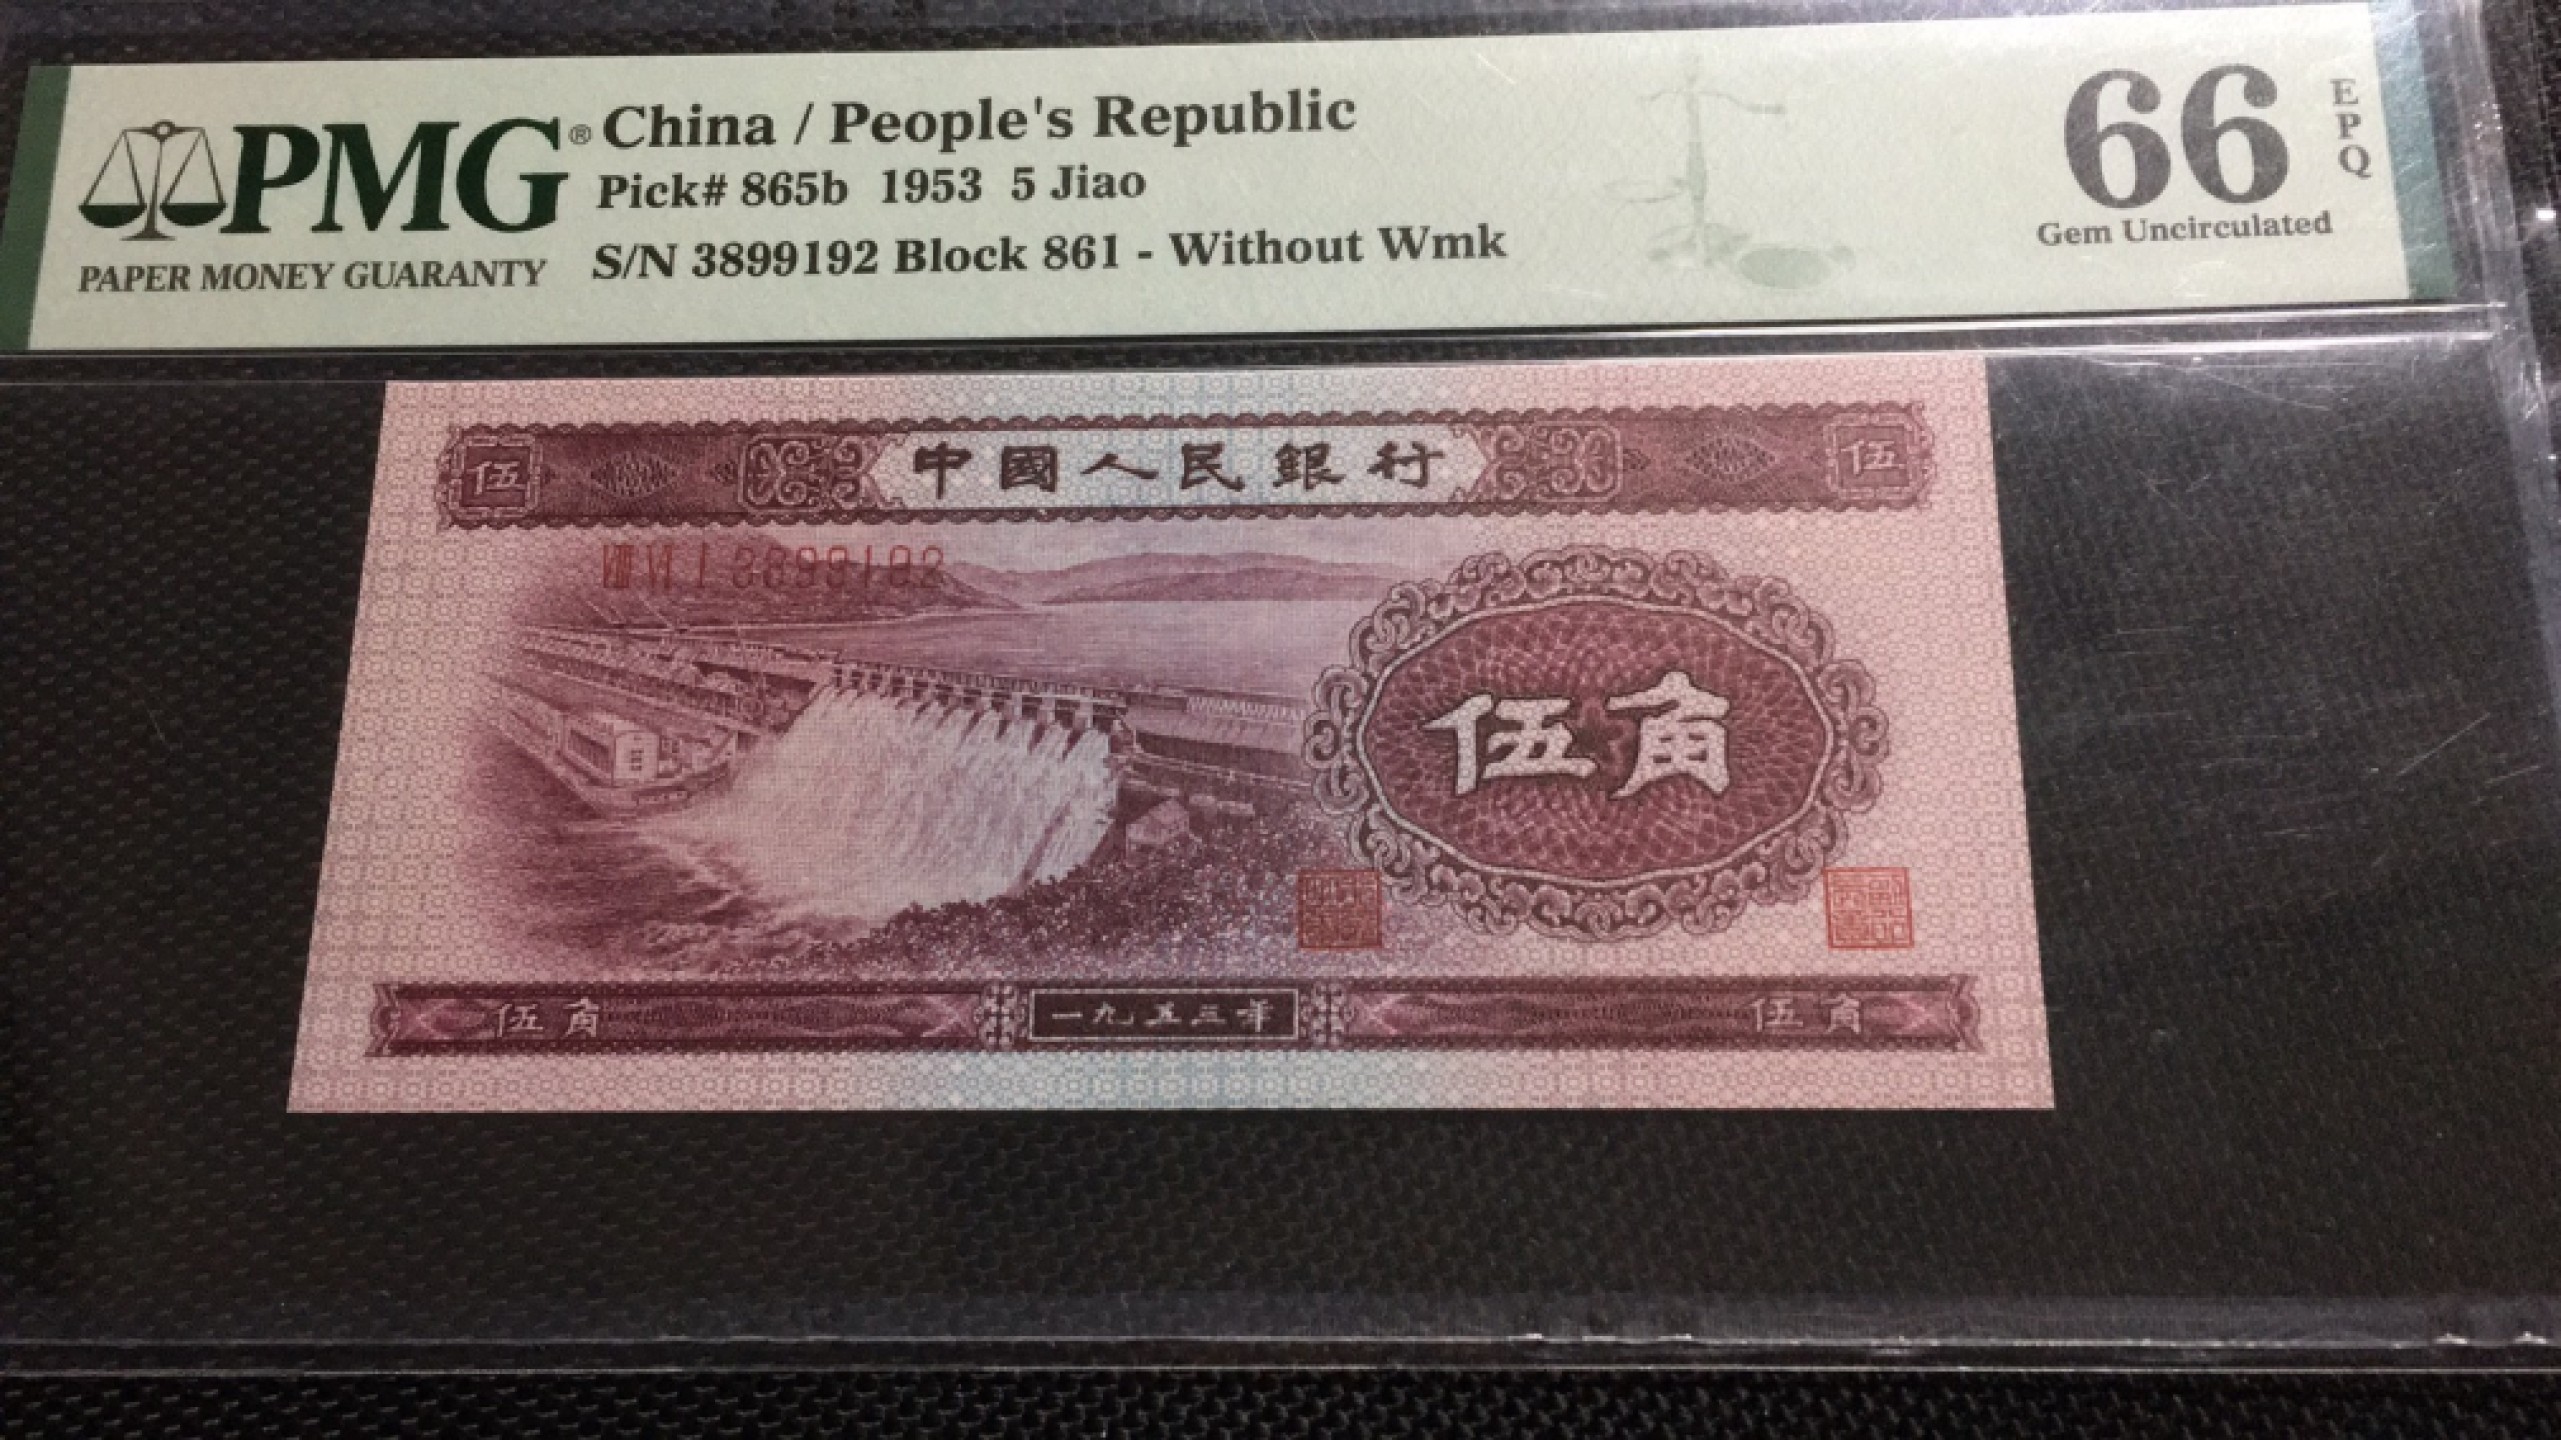 PMG® China / People's Republic
Pick# 865b 1953 5 Jiao
S/N 3899192 Block 861 - Without Wmk
PAPER MONEY GUARANTY
66 EPQ
Gem Uncirculated
伍 中國人民銀行 伍
VIII VI I 3899192
伍角
伍角 一九五三年 伍角